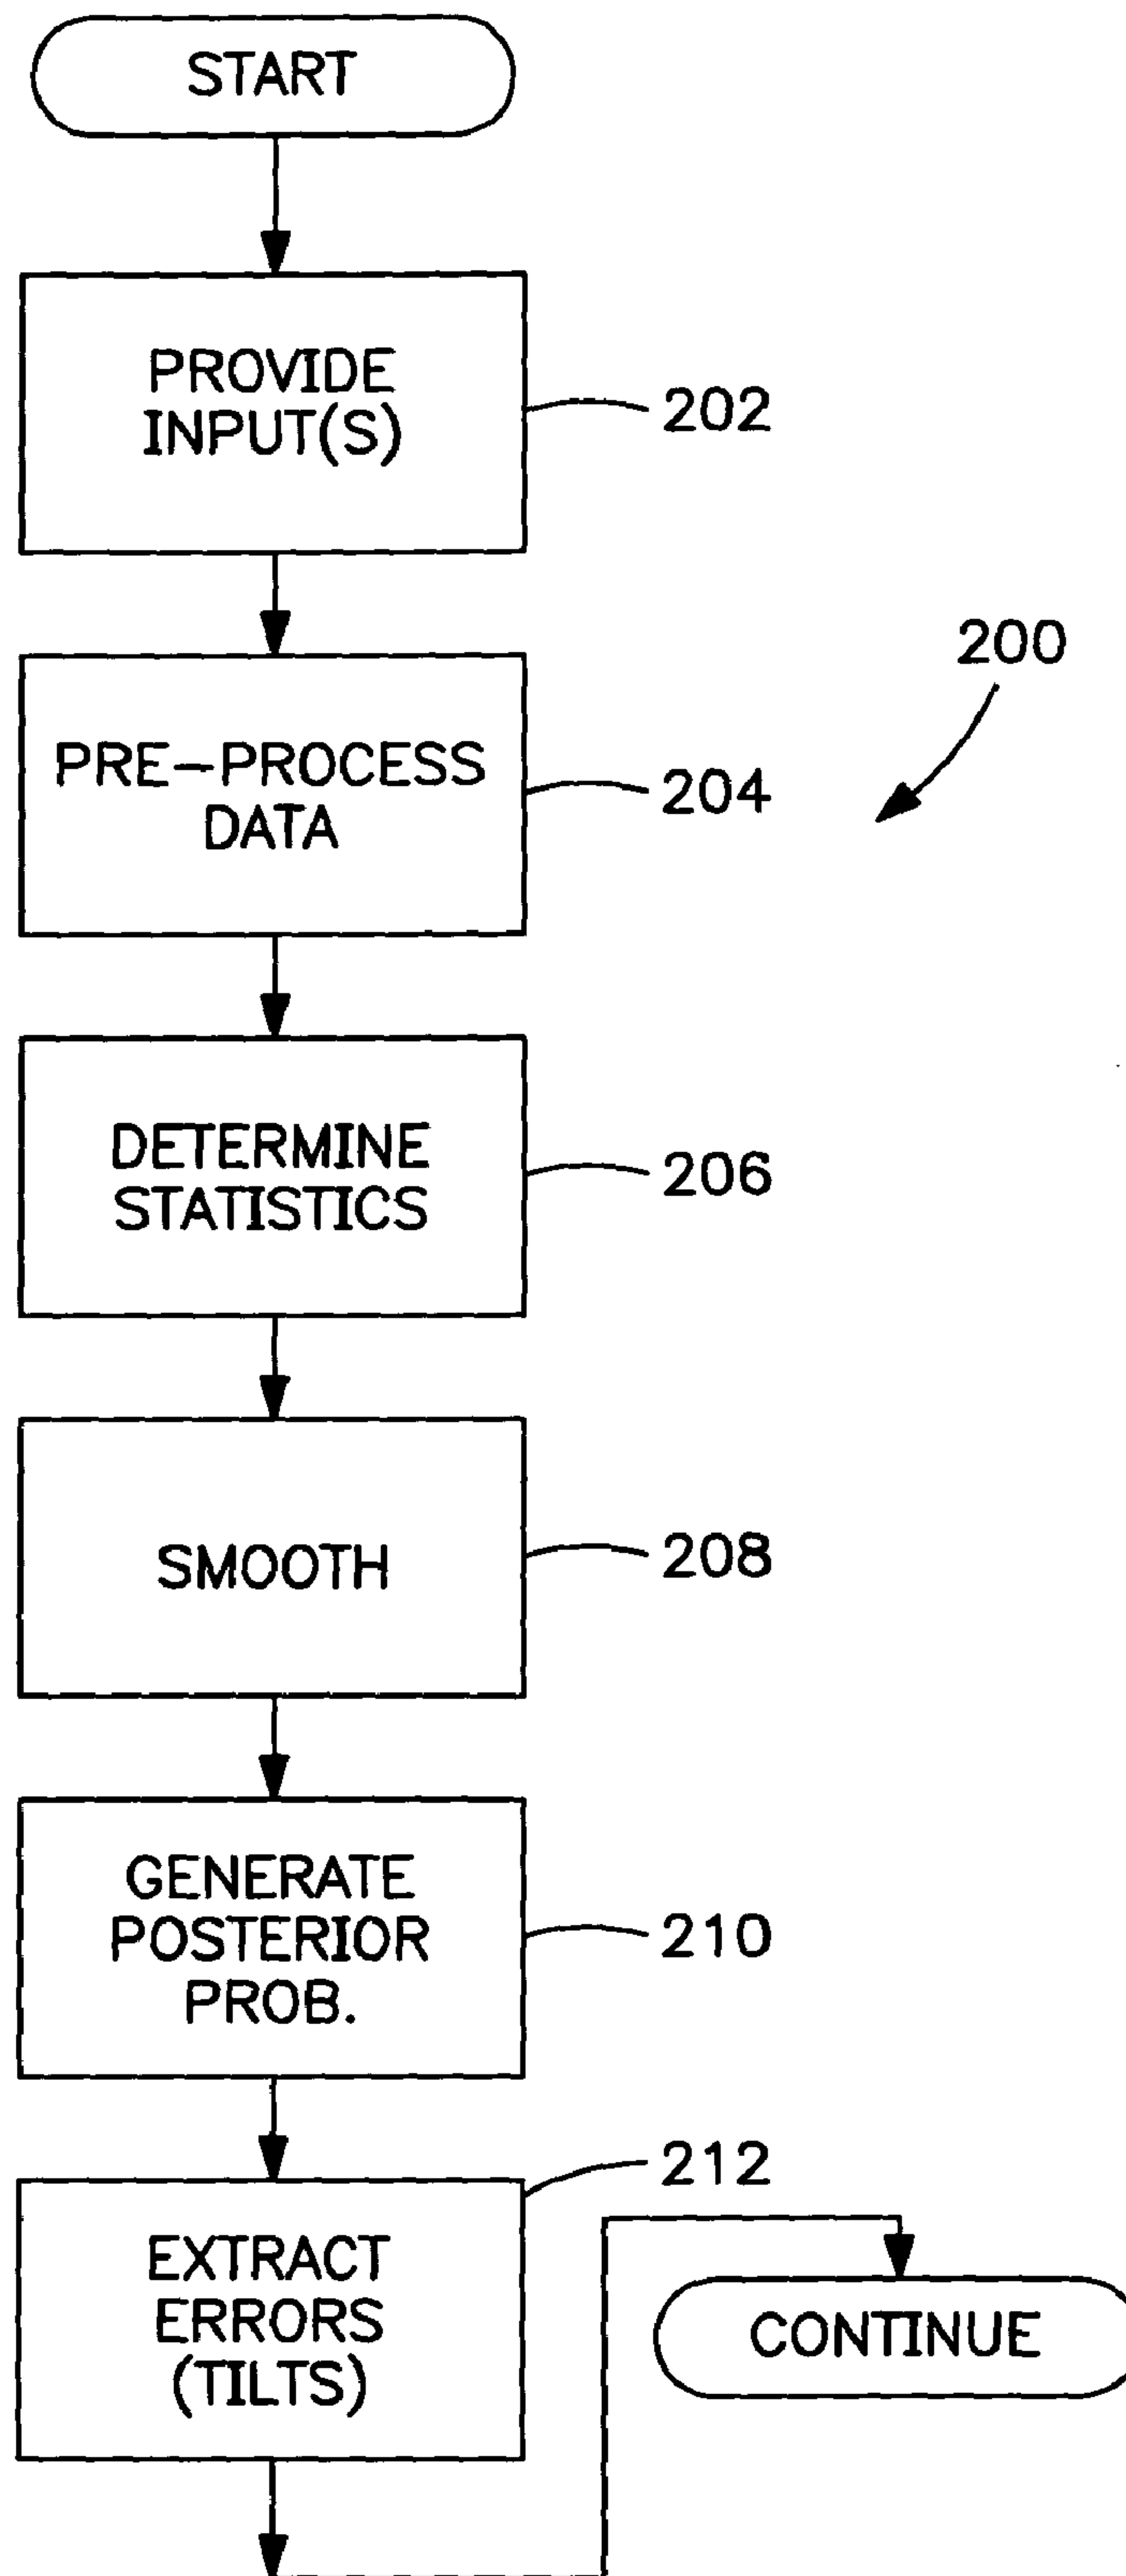 START
PROVIDE
INPUT(S)
202
200
PRE-PROCESS
DATA
204
DETERMINE
STATISTICS
206
SMOOTH
208
GENERATE
POSTERIOR
PROB.
210
212
EXTRACT
ERRORS
(TILTS)
CONTINUE